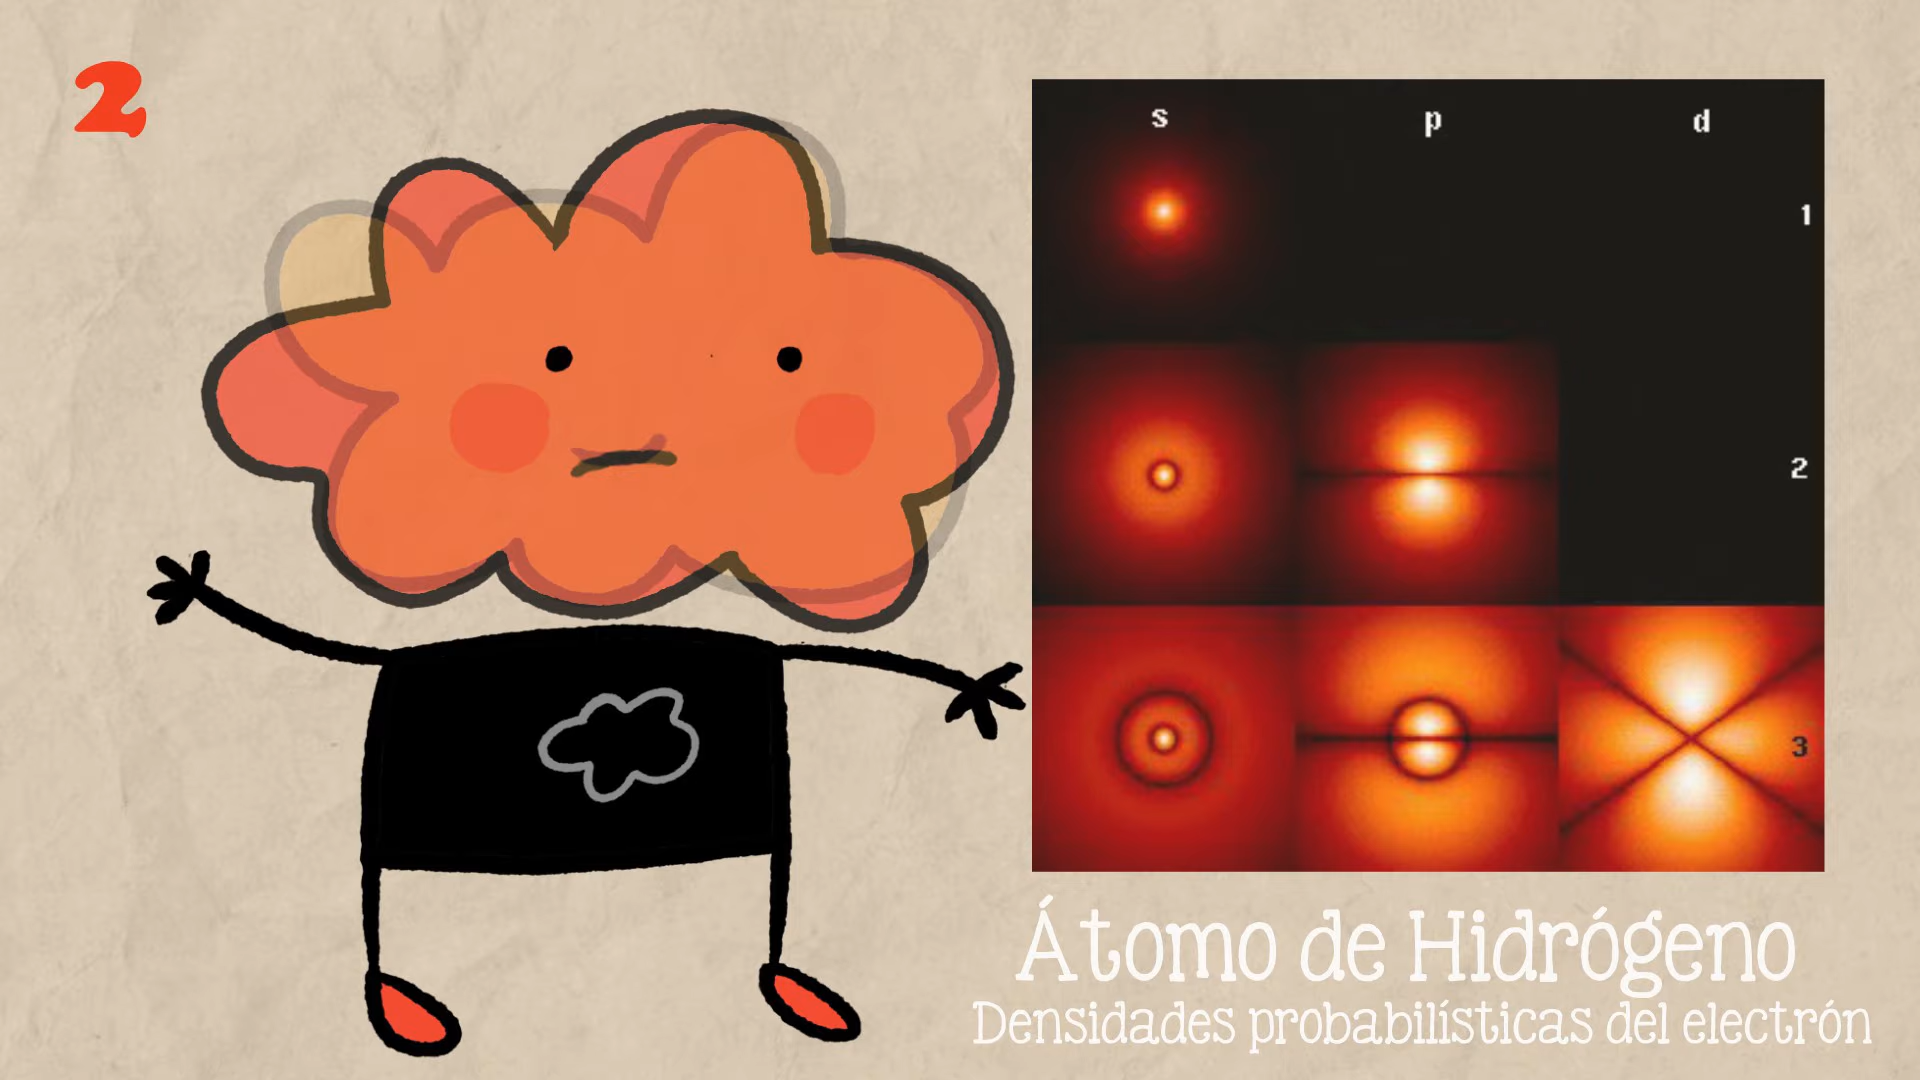 2
s p d
1
2
3
Átomo de Hidrógeno
Densidades probabilísticas del electrón